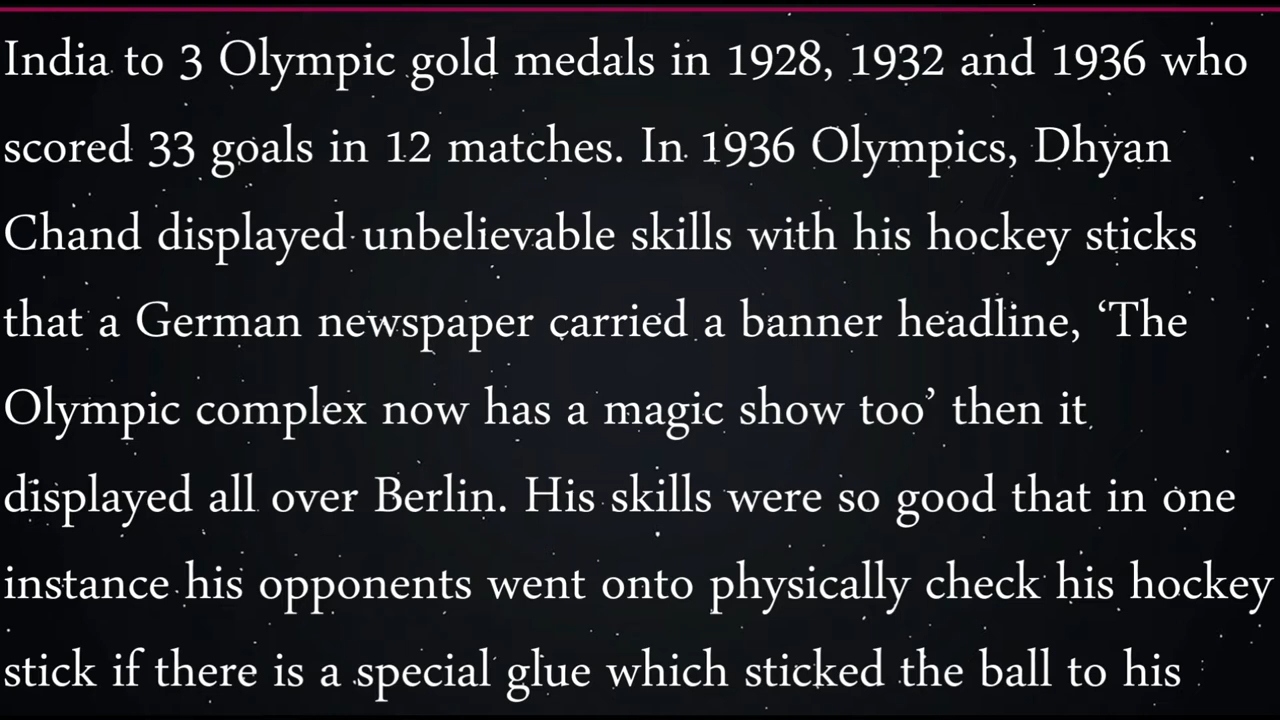 India to 3 Olympic gold medals in 1928, 1932 and 1936 who
scored 33 goals in 12 matches. In 1936 Olympics, Dhyan
Chand displayed unbelievable skills with his hockey sticks
that a German newspaper carried a banner headline, ‘The
Olympic complex now has a magic show too’ then it
displayed all over Berlin. His skills were so good that in one
instance his opponents went onto physically check his hockey
stick if there is a special glue which sticked the ball to his